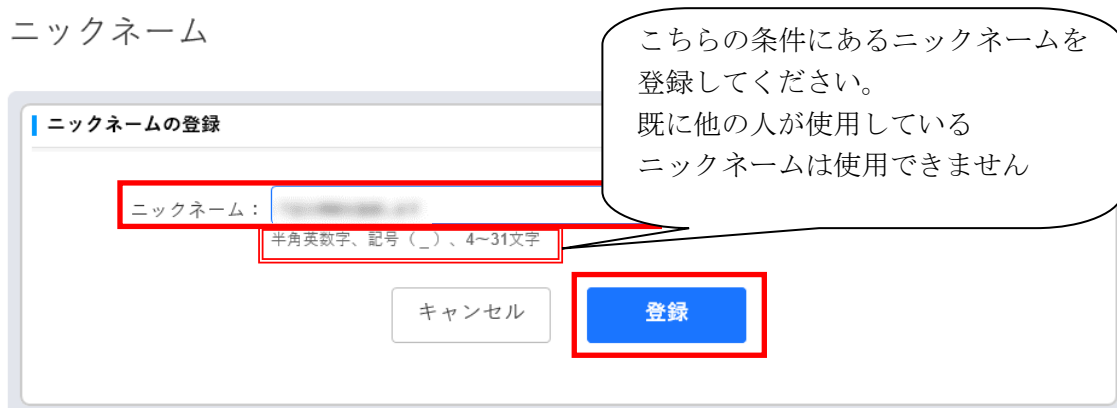 ニックネーム
こちらの条件にあるニックネームを
登録してください。
既に他の人が使用している
ニックネームは使用できません
ニックネームの登録
ニックネーム：
半角英数字、記号（_）、4～31文字
キャンセル
登録